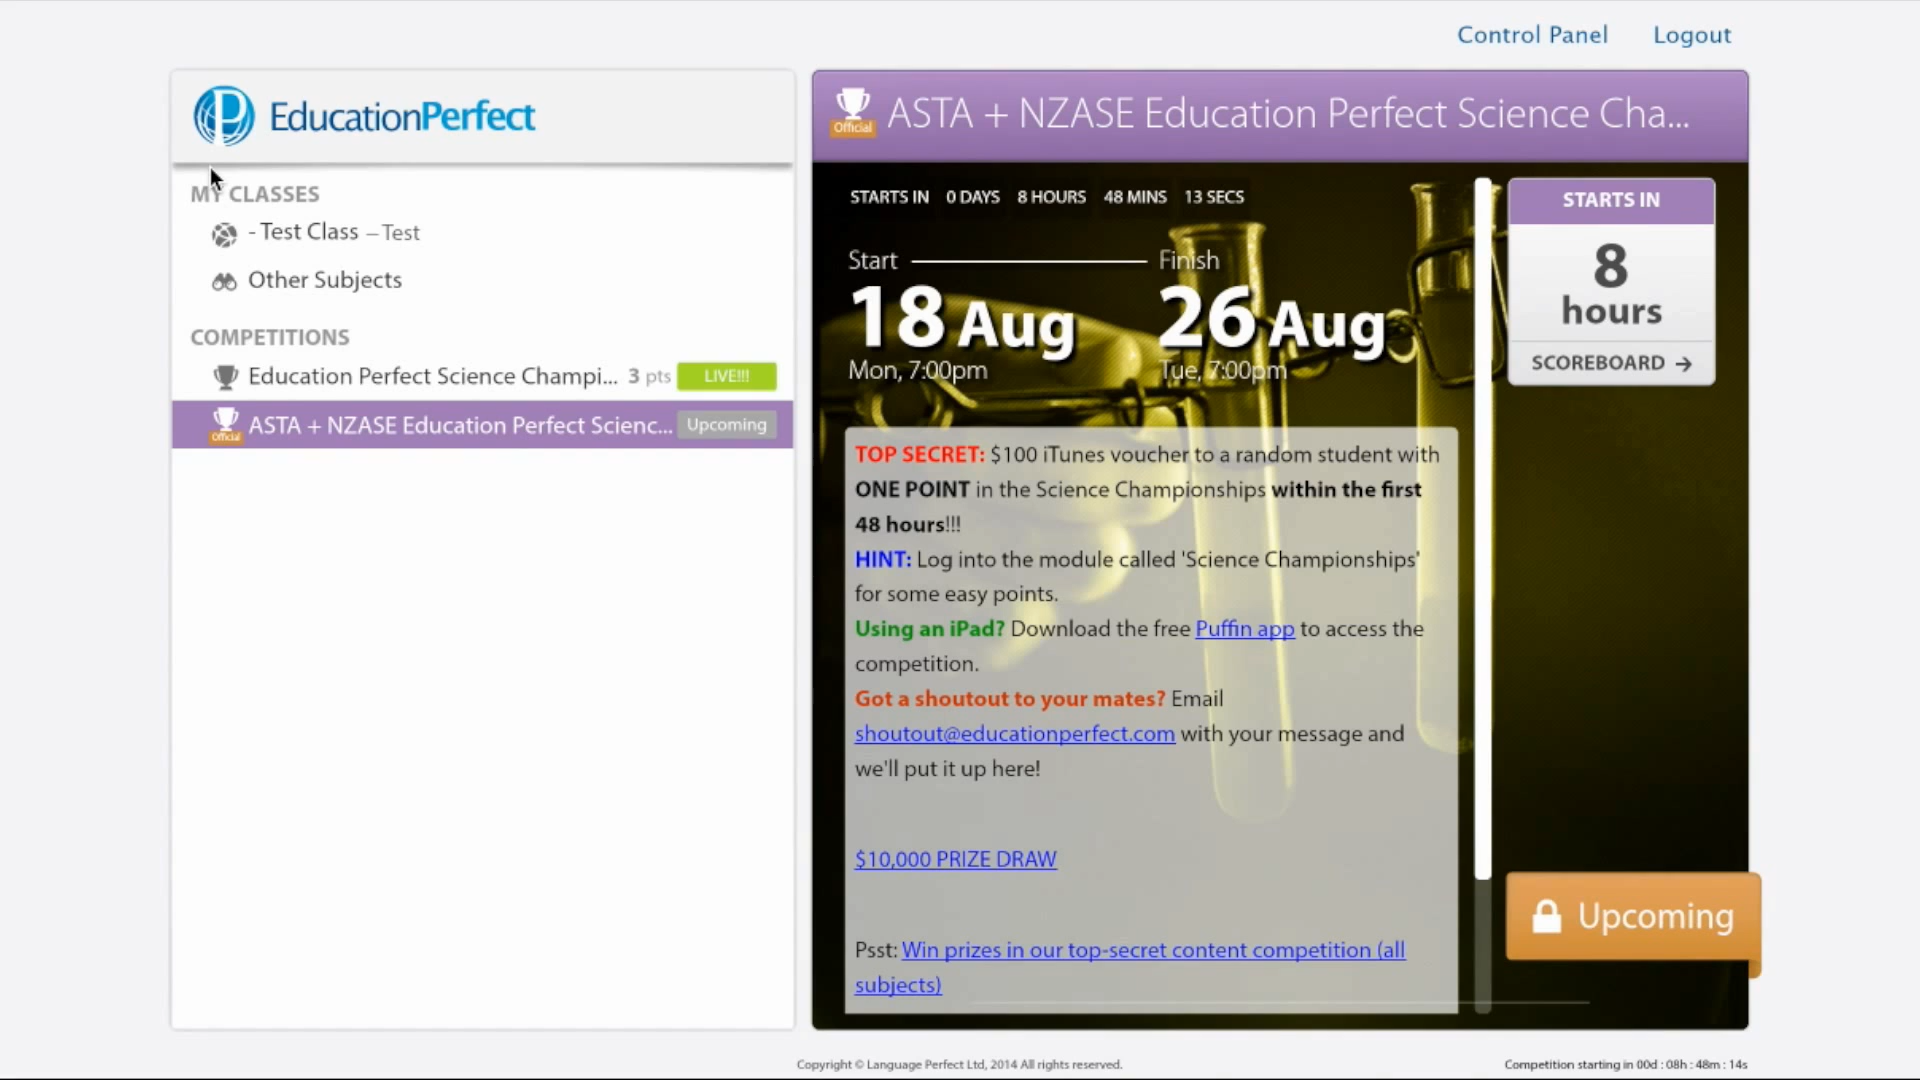 Control Panel Logout
EducationPerfect
MY CLASSES
- Test Class – Test
Other Subjects
COMPETITIONS
Education Perfect Science Champi... 3 pts LIVE!!!
Official ASTA + NZASE Education Perfect Scienc... Upcoming
Official ASTA + NZASE Education Perfect Science Cha...
STARTS IN 0 DAYS 8 HOURS 48 MINS 13 SECS
Start Finish
18 Aug 26 Aug
Mon, 7:00pm Tue, 7:00pm
TOP SECRET: $100 iTunes voucher to a random student with
ONE POINT in the Science Championships within the first
48 hours!!!
HINT: Log into the module called 'Science Championships'
for some easy points.
Using an iPad? Download the free Puffin app to access the
competition.
Got a shoutout to your mates? Email
shoutout@educationperfect.com with your message and
we'll put it up here!
$10,000 PRIZE DRAW
Psst: Win prizes in our top-secret content competition (all
subjects)
STARTS IN
8
hours
SCOREBOARD →
Upcoming
Copyright © Language Perfect Ltd, 2014 All rights reserved.
Competition starting in 00d : 08h : 48m : 14s